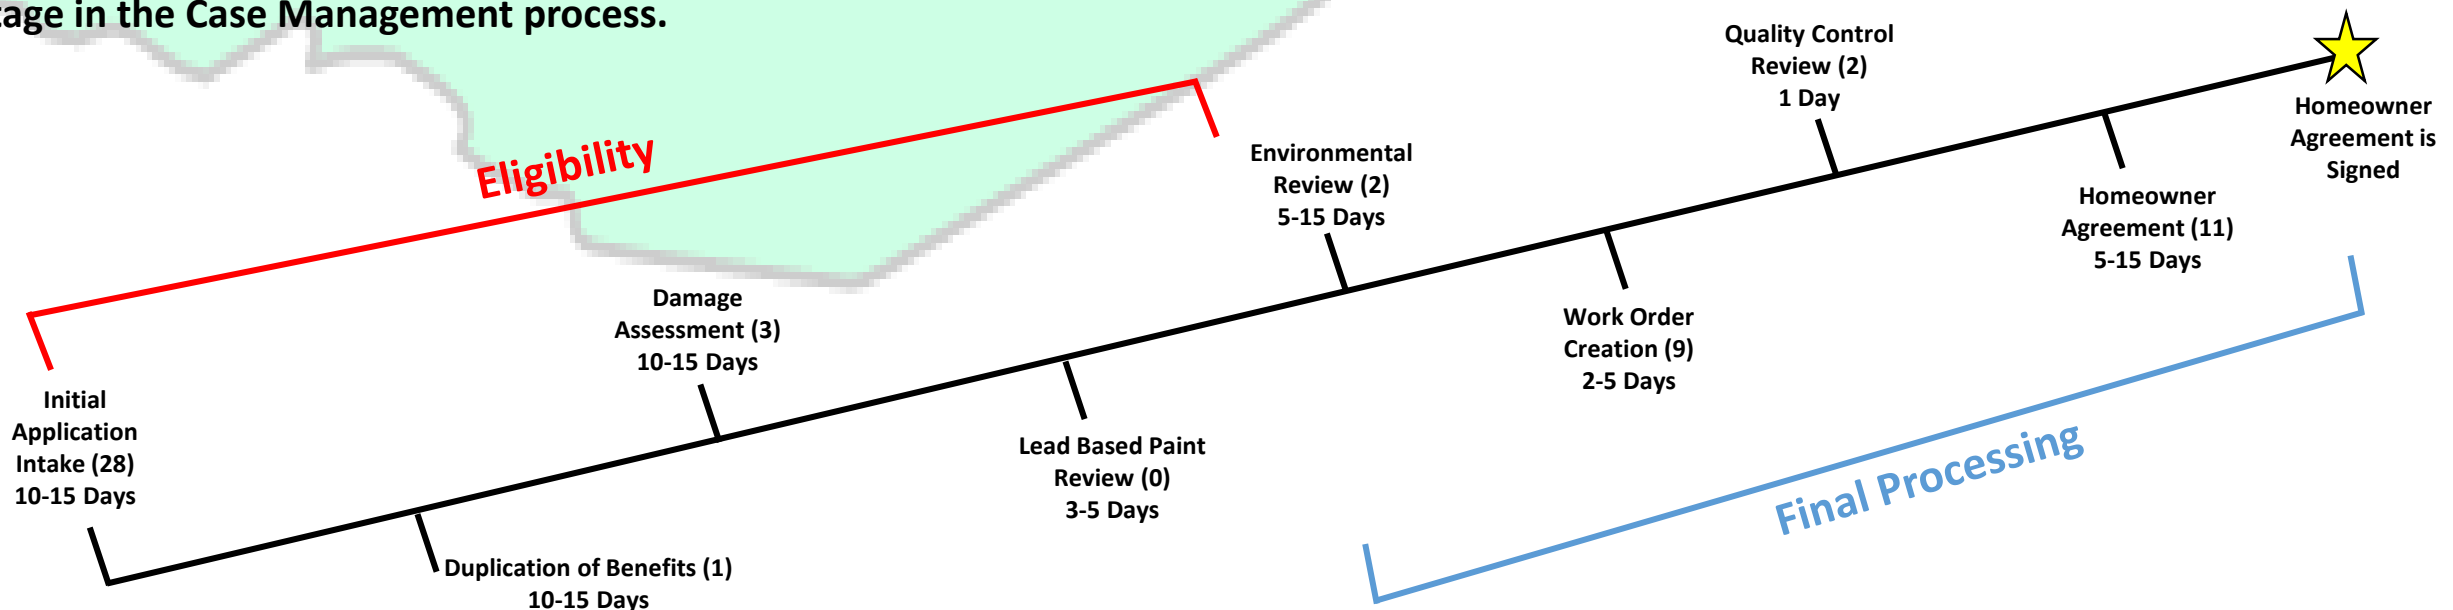 tage in the Case Management process.
Eligibility
Initial
Application
Intake (28)
10-15 Days
Duplication of Benefits (1)
10-15 Days
Damage
Assessment (3)
10-15 Days
Lead Based Paint
Review (0)
3-5 Days
Environmental
Review (2)
5-15 Days
Work Order
Creation (9)
2-5 Days
Quality Control
Review (2)
1 Day
Homeowner
Agreement (11)
5-15 Days
Homeowner
Agreement is
Signed
Final Processing